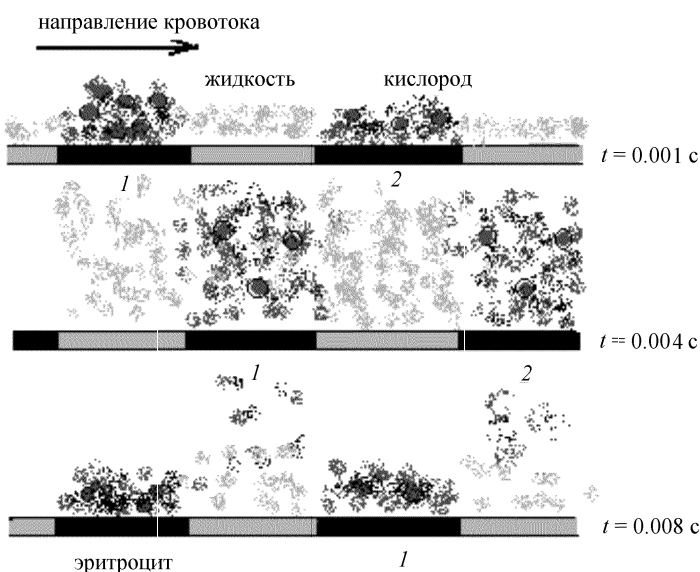 направление кровотока
жидкость кислород
t = 0.001 с
1 2
t = 0.004 с
1 2
t = 0.008 с
эритроцит 1